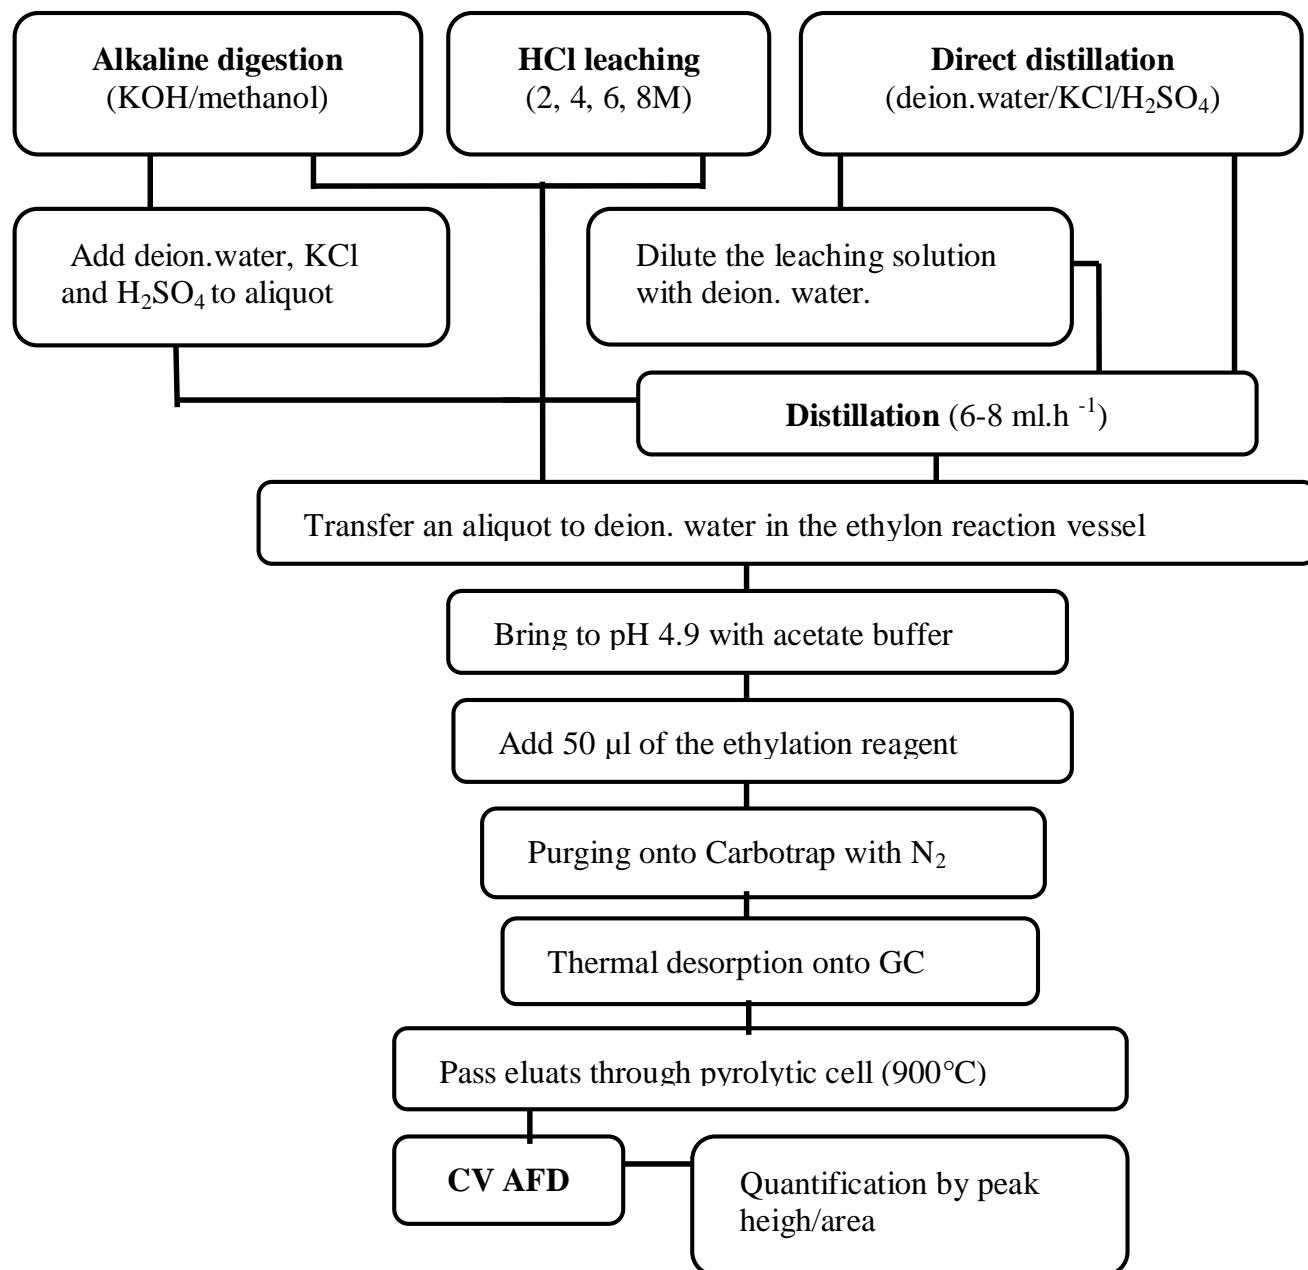 Alkaline digestion
(KOH/methanol)
HCl leaching
(2, 4, 6, 8M)
Direct distillation
(deion.water/KCl/H₂SO₄)
Add deion.water, KCl
and H₂SO₄ to aliquot
Dilute the leaching solution
with deion. water.
Distillation (6-8 ml.h ⁻¹)
Transfer an aliquot to deion. water in the ethylon reaction vessel
Bring to pH 4.9 with acetate buffer
Add 50 µl of the ethylation reagent
Purging onto Carbotrap with N₂
Thermal desorption onto GC
Pass eluats through pyrolytic cell (900°C)
CV AFD
Quantification by peak
heigh/area